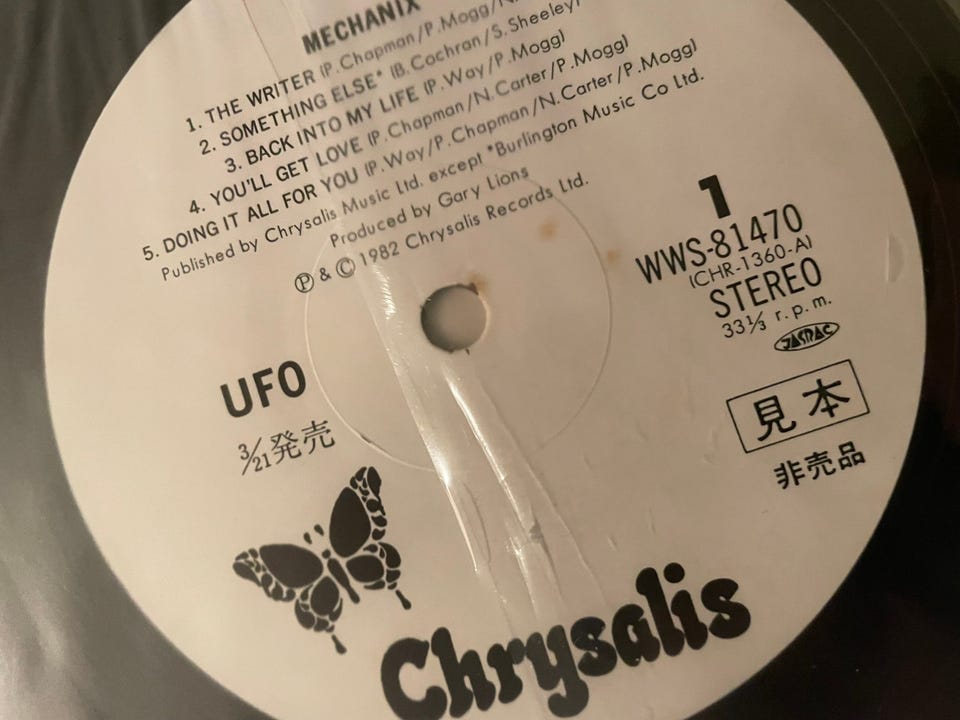 MECHANIX
1. THE WRITER (P.Chapman/P.Mogg/N.
2. SOMETHING ELSE* (B.Cochran/S.Sheeley)
3. BACK INTO MY LIFE (P.Way/P.Mogg)
4. YOU'LL GET LOVE (P.Chapman/N.Carter/P.Mogg)
5. DOING IT ALL FOR YOU (P.Way/P.Chapman/N.Carter/P.Mogg)
Published by Chrysalis Music Ltd. except *Burlington Music Co Ltd.
Produced by Gary Lions
Ⓟ & © 1982 Chrysalis Records Ltd.
1
WWS-81470
(CHR-1360-A)
STEREO
33⅓ r.p.m.
JASRAC
見本
非売品
UFO
3/21発売
Chrysalis